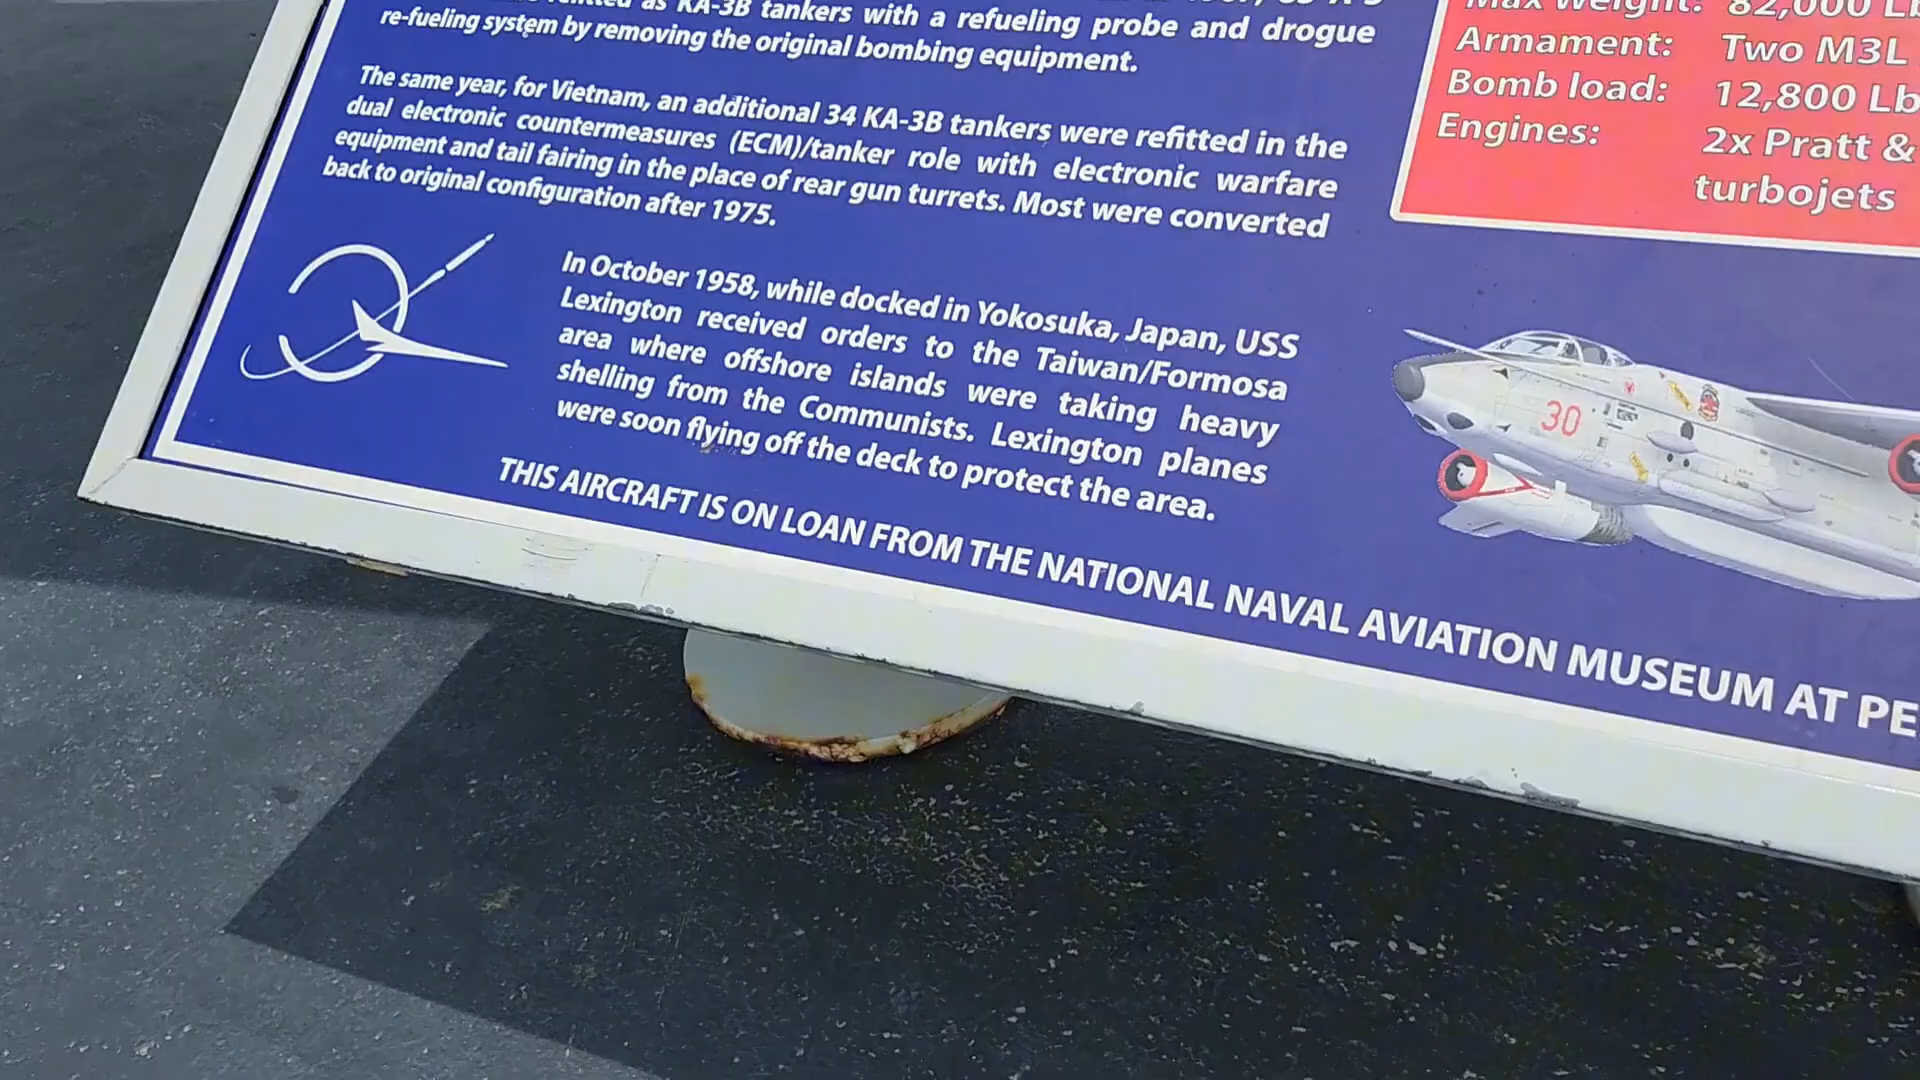 as KA-3B tankers with a refueling probe and drogue
re-fueling system by removing the original bombing equipment.
The same year, for Vietnam, an additional 34 KA-3B tankers were refitted in the
dual electronic countermeasures (ECM)/tanker role with electronic warfare
equipment and tail fairing in the place of rear gun turrets. Most were converted
back to original configuration after 1975.
In October 1958, while docked in Yokosuka, Japan, USS
Lexington received orders to the Taiwan/Formosa
area where offshore islands were taking heavy
shelling from the Communists. Lexington planes
were soon flying off the deck to protect the area.
THIS AIRCRAFT IS ON LOAN FROM THE NATIONAL NAVAL AVIATION MUSEUM AT PE
Max Weight: 82,000 Lb
Armament: Two M3L
Bomb load: 12,800 Lb
Engines: 2x Pratt &
turbojets
30